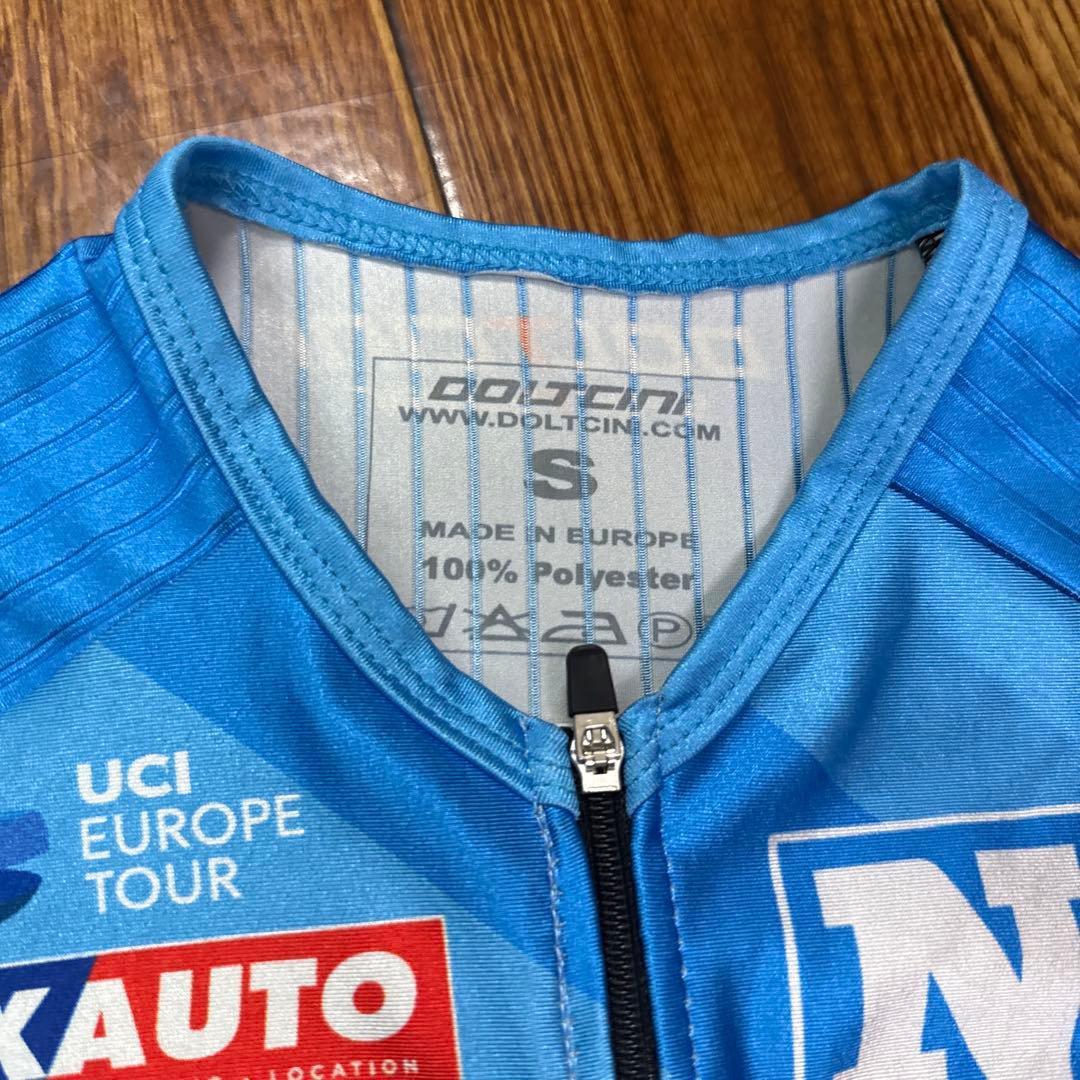 DOLTCINI
WWW.DOLTCINI.COM
S
MADE IN EUROPE
100% Polyester
P
UCI
EUROPE
TOUR
XAUTO
LOCATION
N